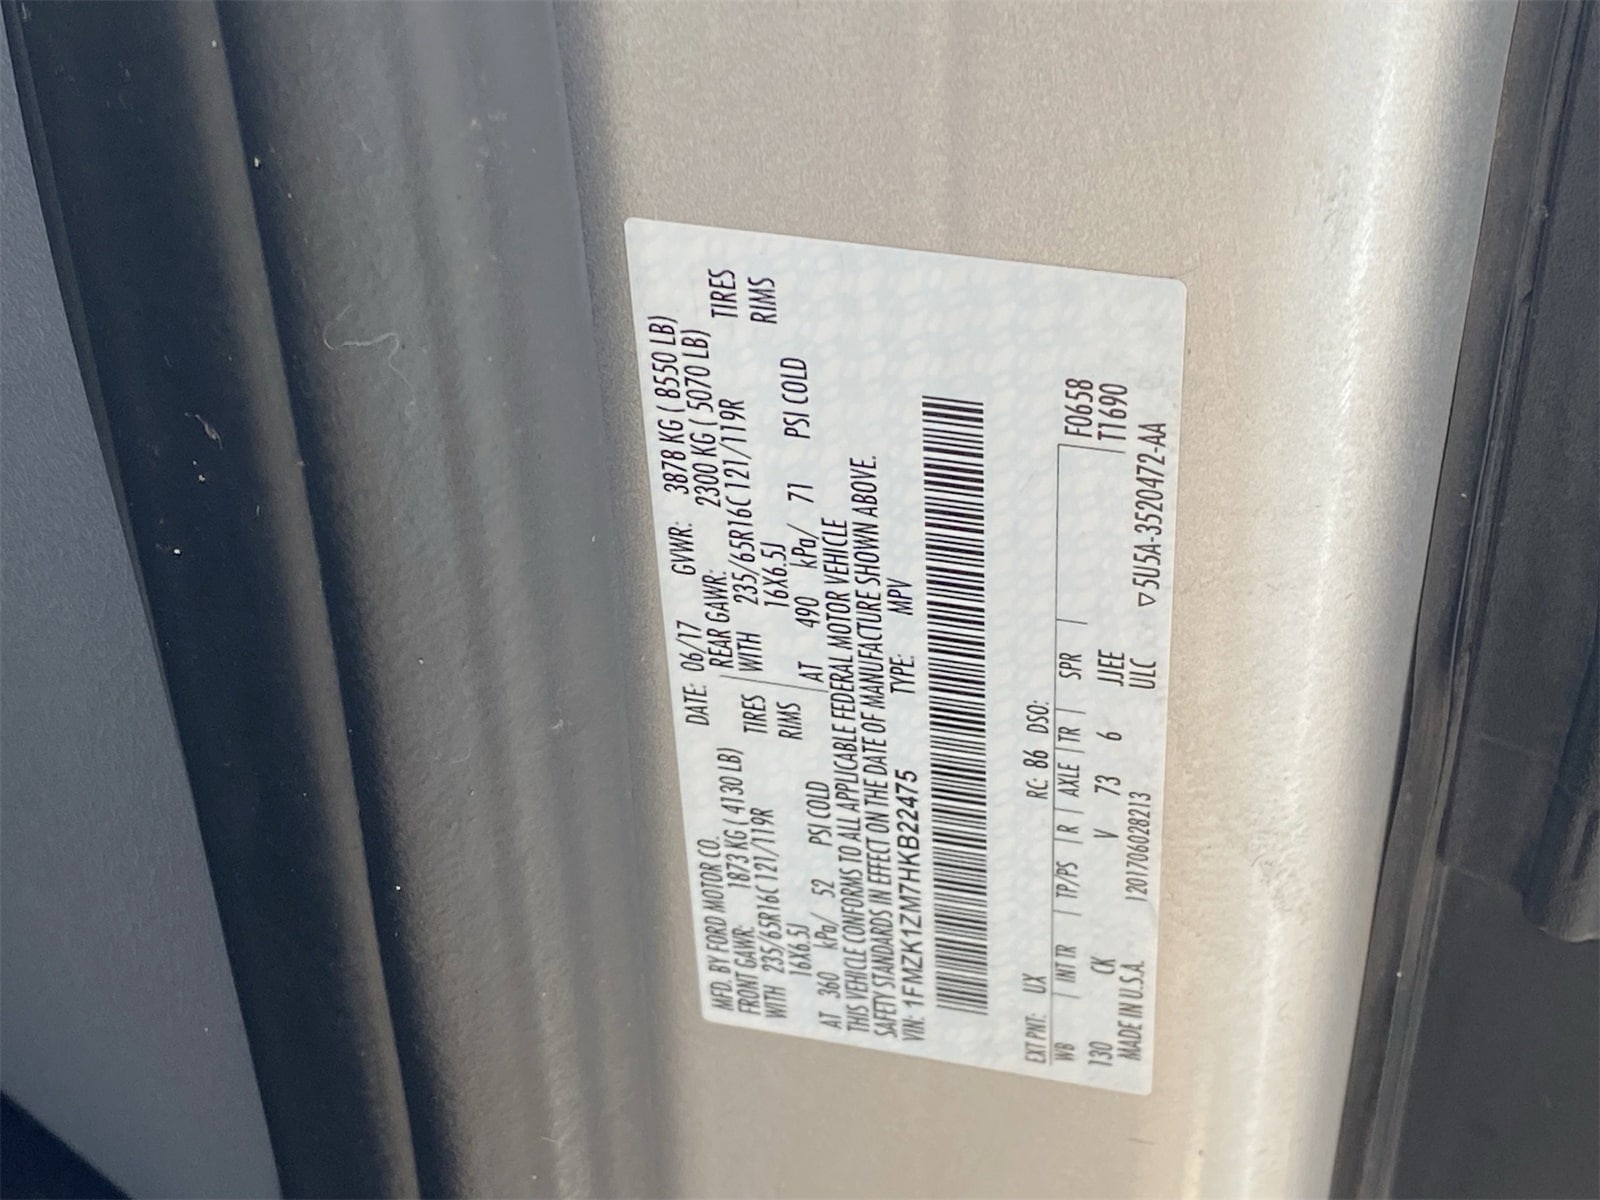 MFD. BY FORD MOTOR CO. DATE: 06/17 GVWR: 3878 KG ( 8550 LB)
FRONT GAWR: 1873 KG ( 4130 LB) REAR GAWR: 2300 KG ( 5070 LB)
WITH 235/65R16C 121/119R TIRES WITH 235/65R16C 121/119R TIRES
16X6.5J RIMS 16X6.5J RIMS
AT 360 kPa/ 52 PSI COLD AT 490 kPa/ 71 PSI COLD
THIS VEHICLE CONFORMS TO ALL APPLICABLE FEDERAL MOTOR VEHICLE
SAFETY STANDARDS IN EFFECT ON THE DATE OF MANUFACTURE SHOWN ABOVE.
VIN: 1FMZK1ZM7HKB22475 TYPE: MPV
EXT PNT: UX RC: B6 DSO:
WB | INT TR | TP/PS | R | AXLE | TR | SPR | F0658
130 CK V 73 6 JJEE T1690
MADE IN U.S.A. 120170602821​3 ULC ▽5U5A-3520472-AA